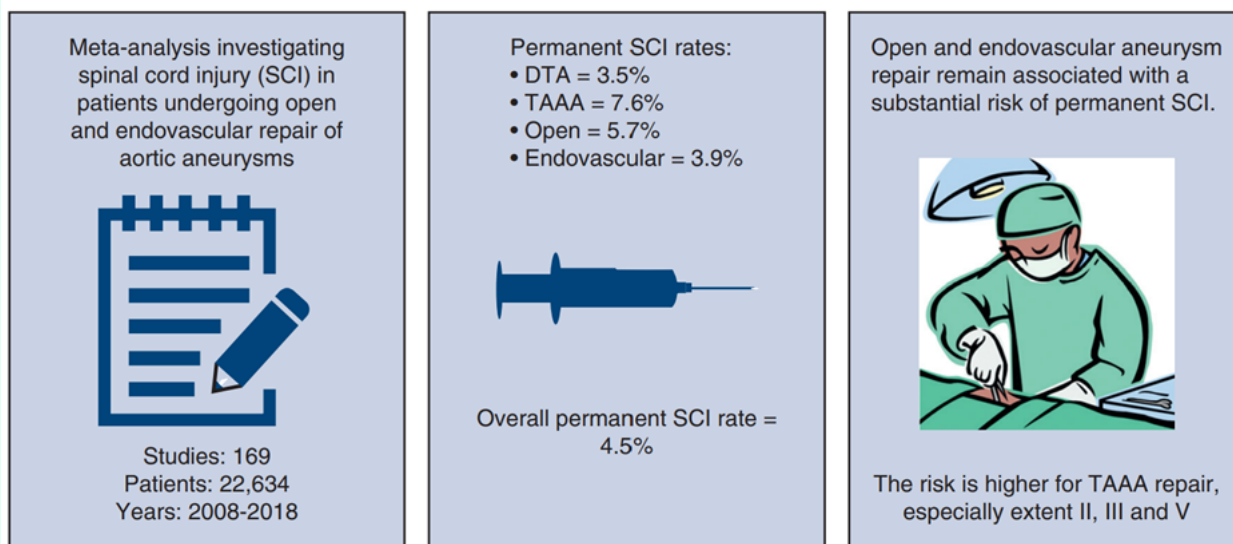 Meta-analysis investigating
spinal cord injury (SCI) in
patients undergoing open
and endovascular repair of
aortic aneurysms
Studies: 169
Patients: 22,634
Years: 2008-2018
Permanent SCI rates:
• DTA = 3.5%
• TAAA = 7.6%
• Open = 5.7%
• Endovascular = 3.9%
Overall permanent SCI rate =
4.5%
Open and endovascular aneurysm
repair remain associated with a
substantial risk of permanent SCI.
The risk is higher for TAAA repair,
especially extent II, III and V